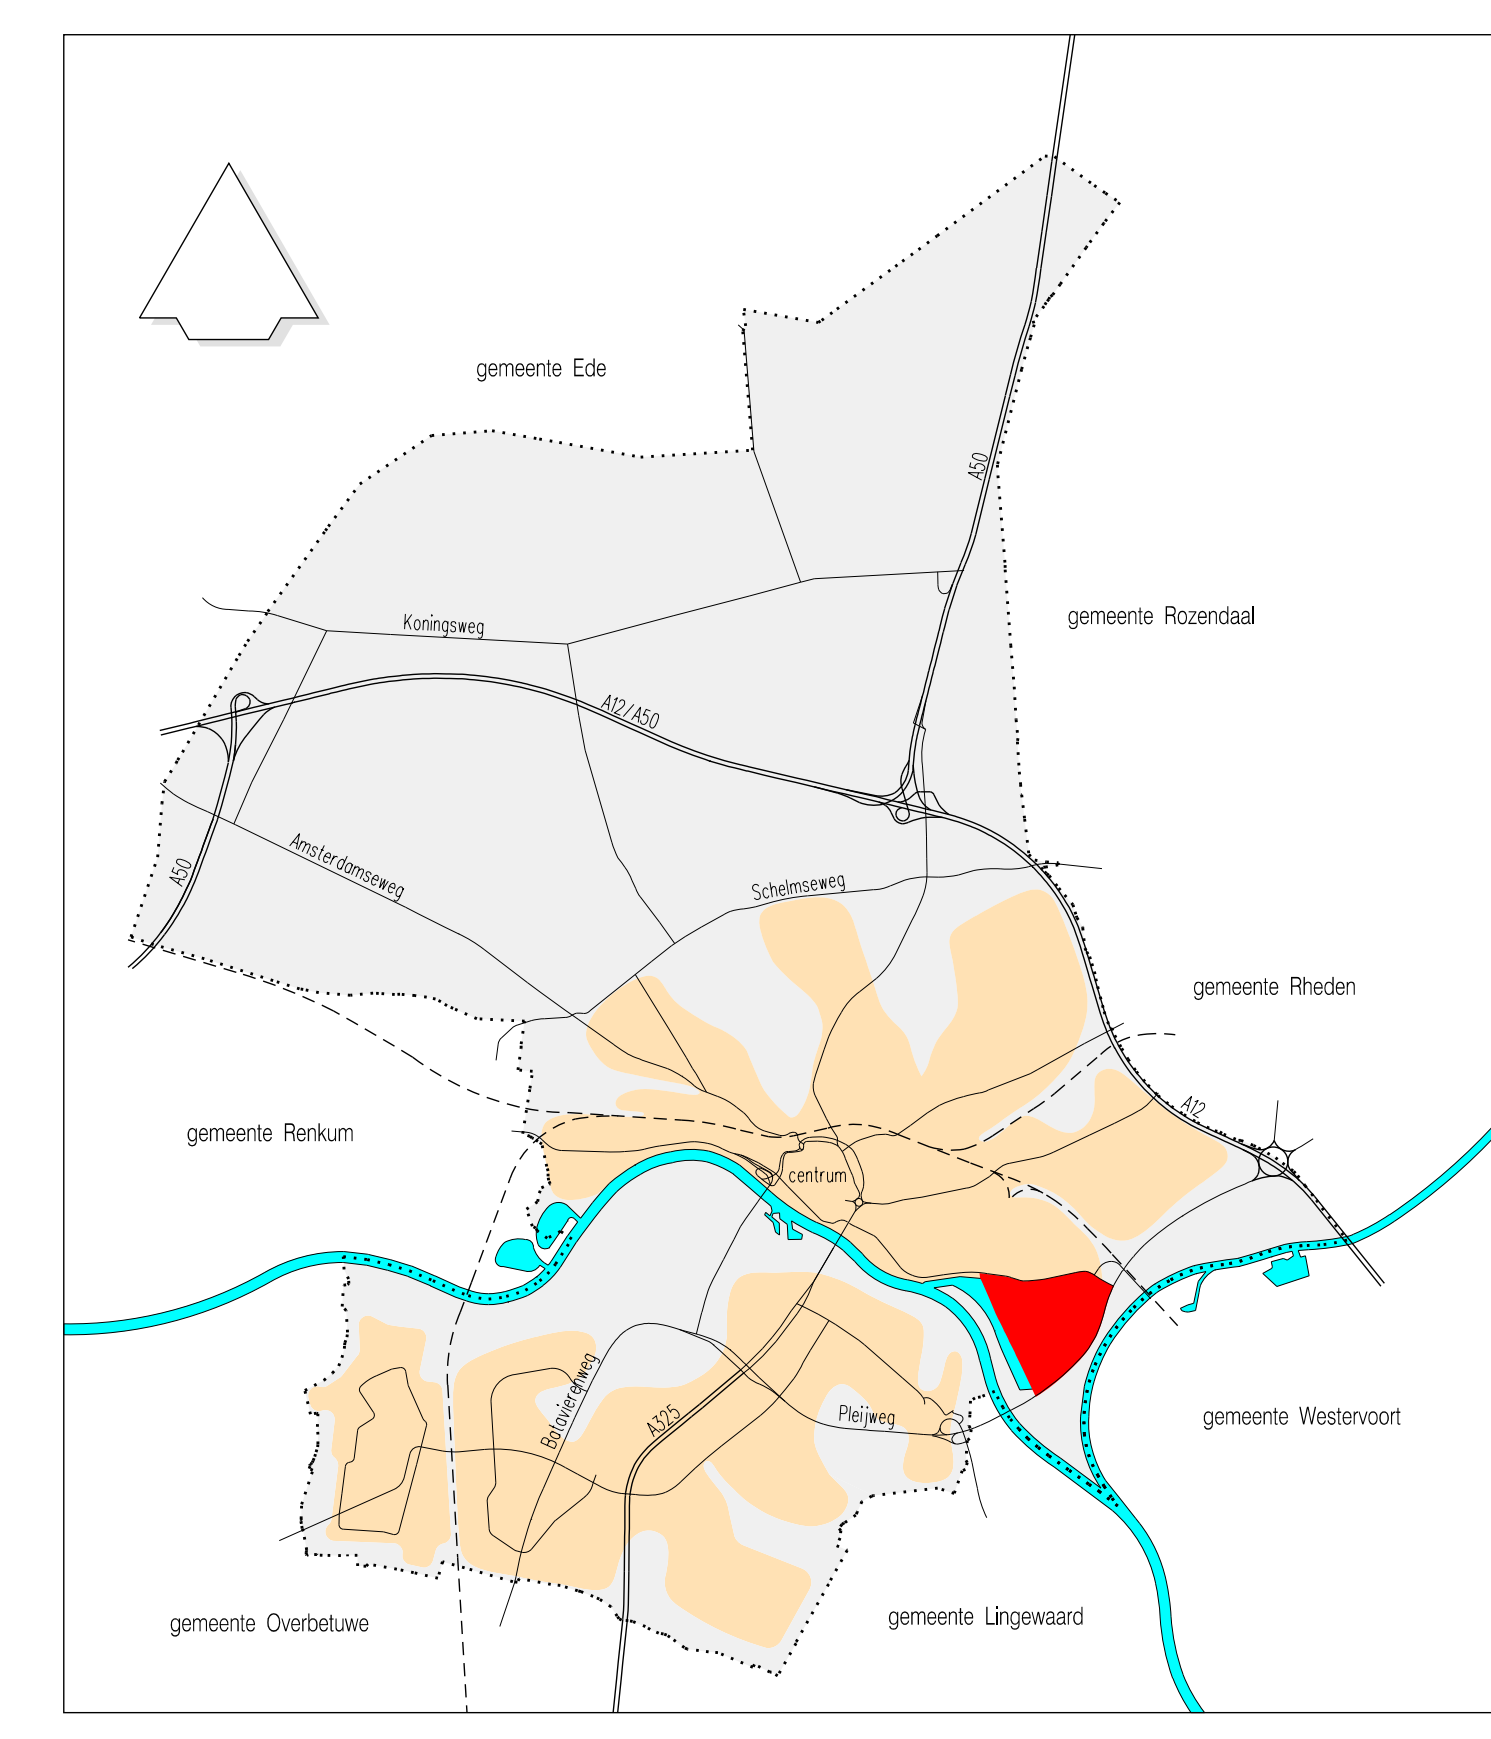 gemeente Ede
A50
gemeente Rozendaal
Koningsweg
A12/A50
Amsterdamseweg
A50
Schelmseweg
gemeente Rheden
A12
gemeente Renkum
centrum
Batavierenweg
A325
Pleijweg
gemeente Westervoort
gemeente Overbetuwe
gemeente Lingewaard